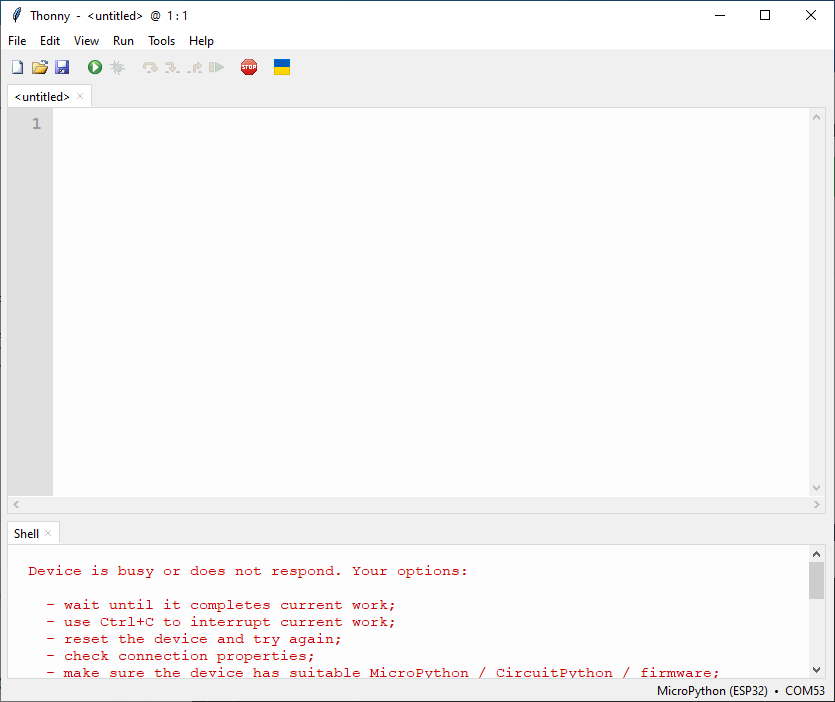 Thonny - <untitled> @ 1 : 1
File Edit View Run Tools Help
STOP
<untitled> ×
1
Shell ×
Device is busy or does not respond. Your options:
- wait until it completes current work;
- use Ctrl+C to interrupt current work;
- reset the device and try again;
- check connection properties;
- make sure the device has suitable MicroPython / CircuitPython / firmware;
MicroPython (ESP32) • COM53